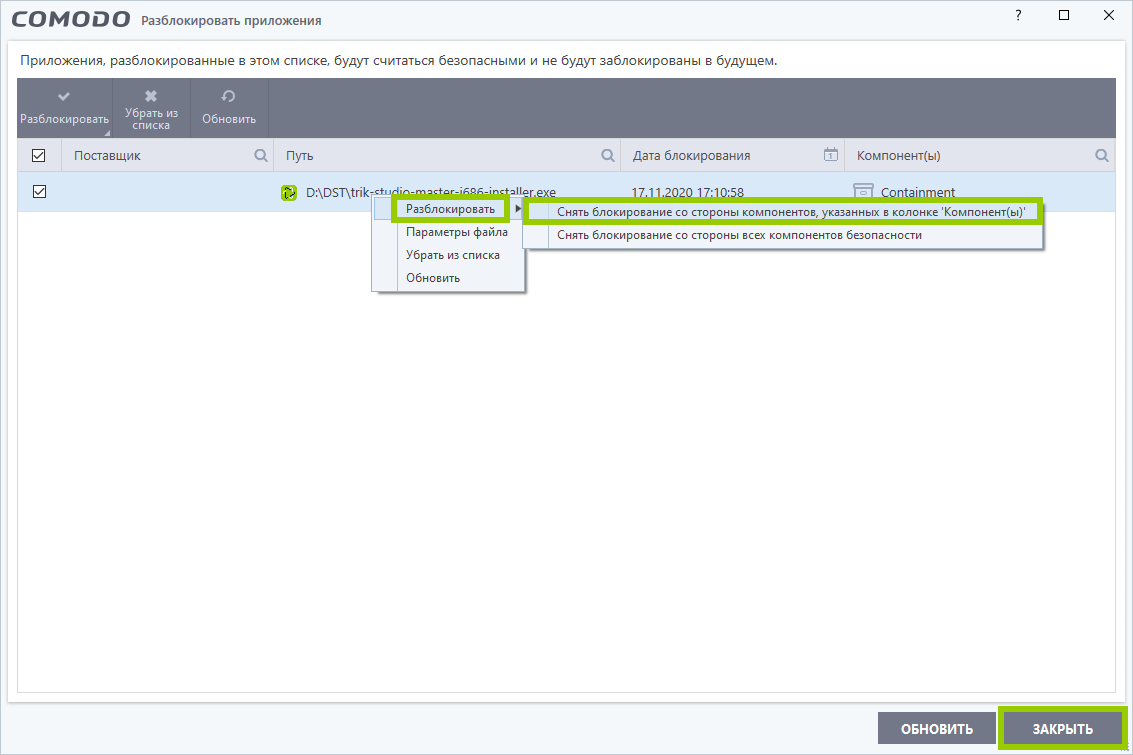 COMODO Разблокировать приложения ?
Приложения, разблокированные в этом списке, будут считаться безопасными и не будут заблокированы в будущем.
Разблокировать
Убрать из
списка
Обновить
Поставщик Путь Дата блокирования 1 Компонент(ы)
D:\DST\trik-studio-master-i686-installer.exe 17.11.2020 17:10:58 Containment
Разблокировать
Параметры файла
Убрать из списка
Обновить
Снять блокирование со стороны компонентов, указанных в колонке 'Компонент(ы)'
Снять блокирование со стороны всех компонентов безопасности
ОБНОВИТЬ ЗАКРЫТЬ